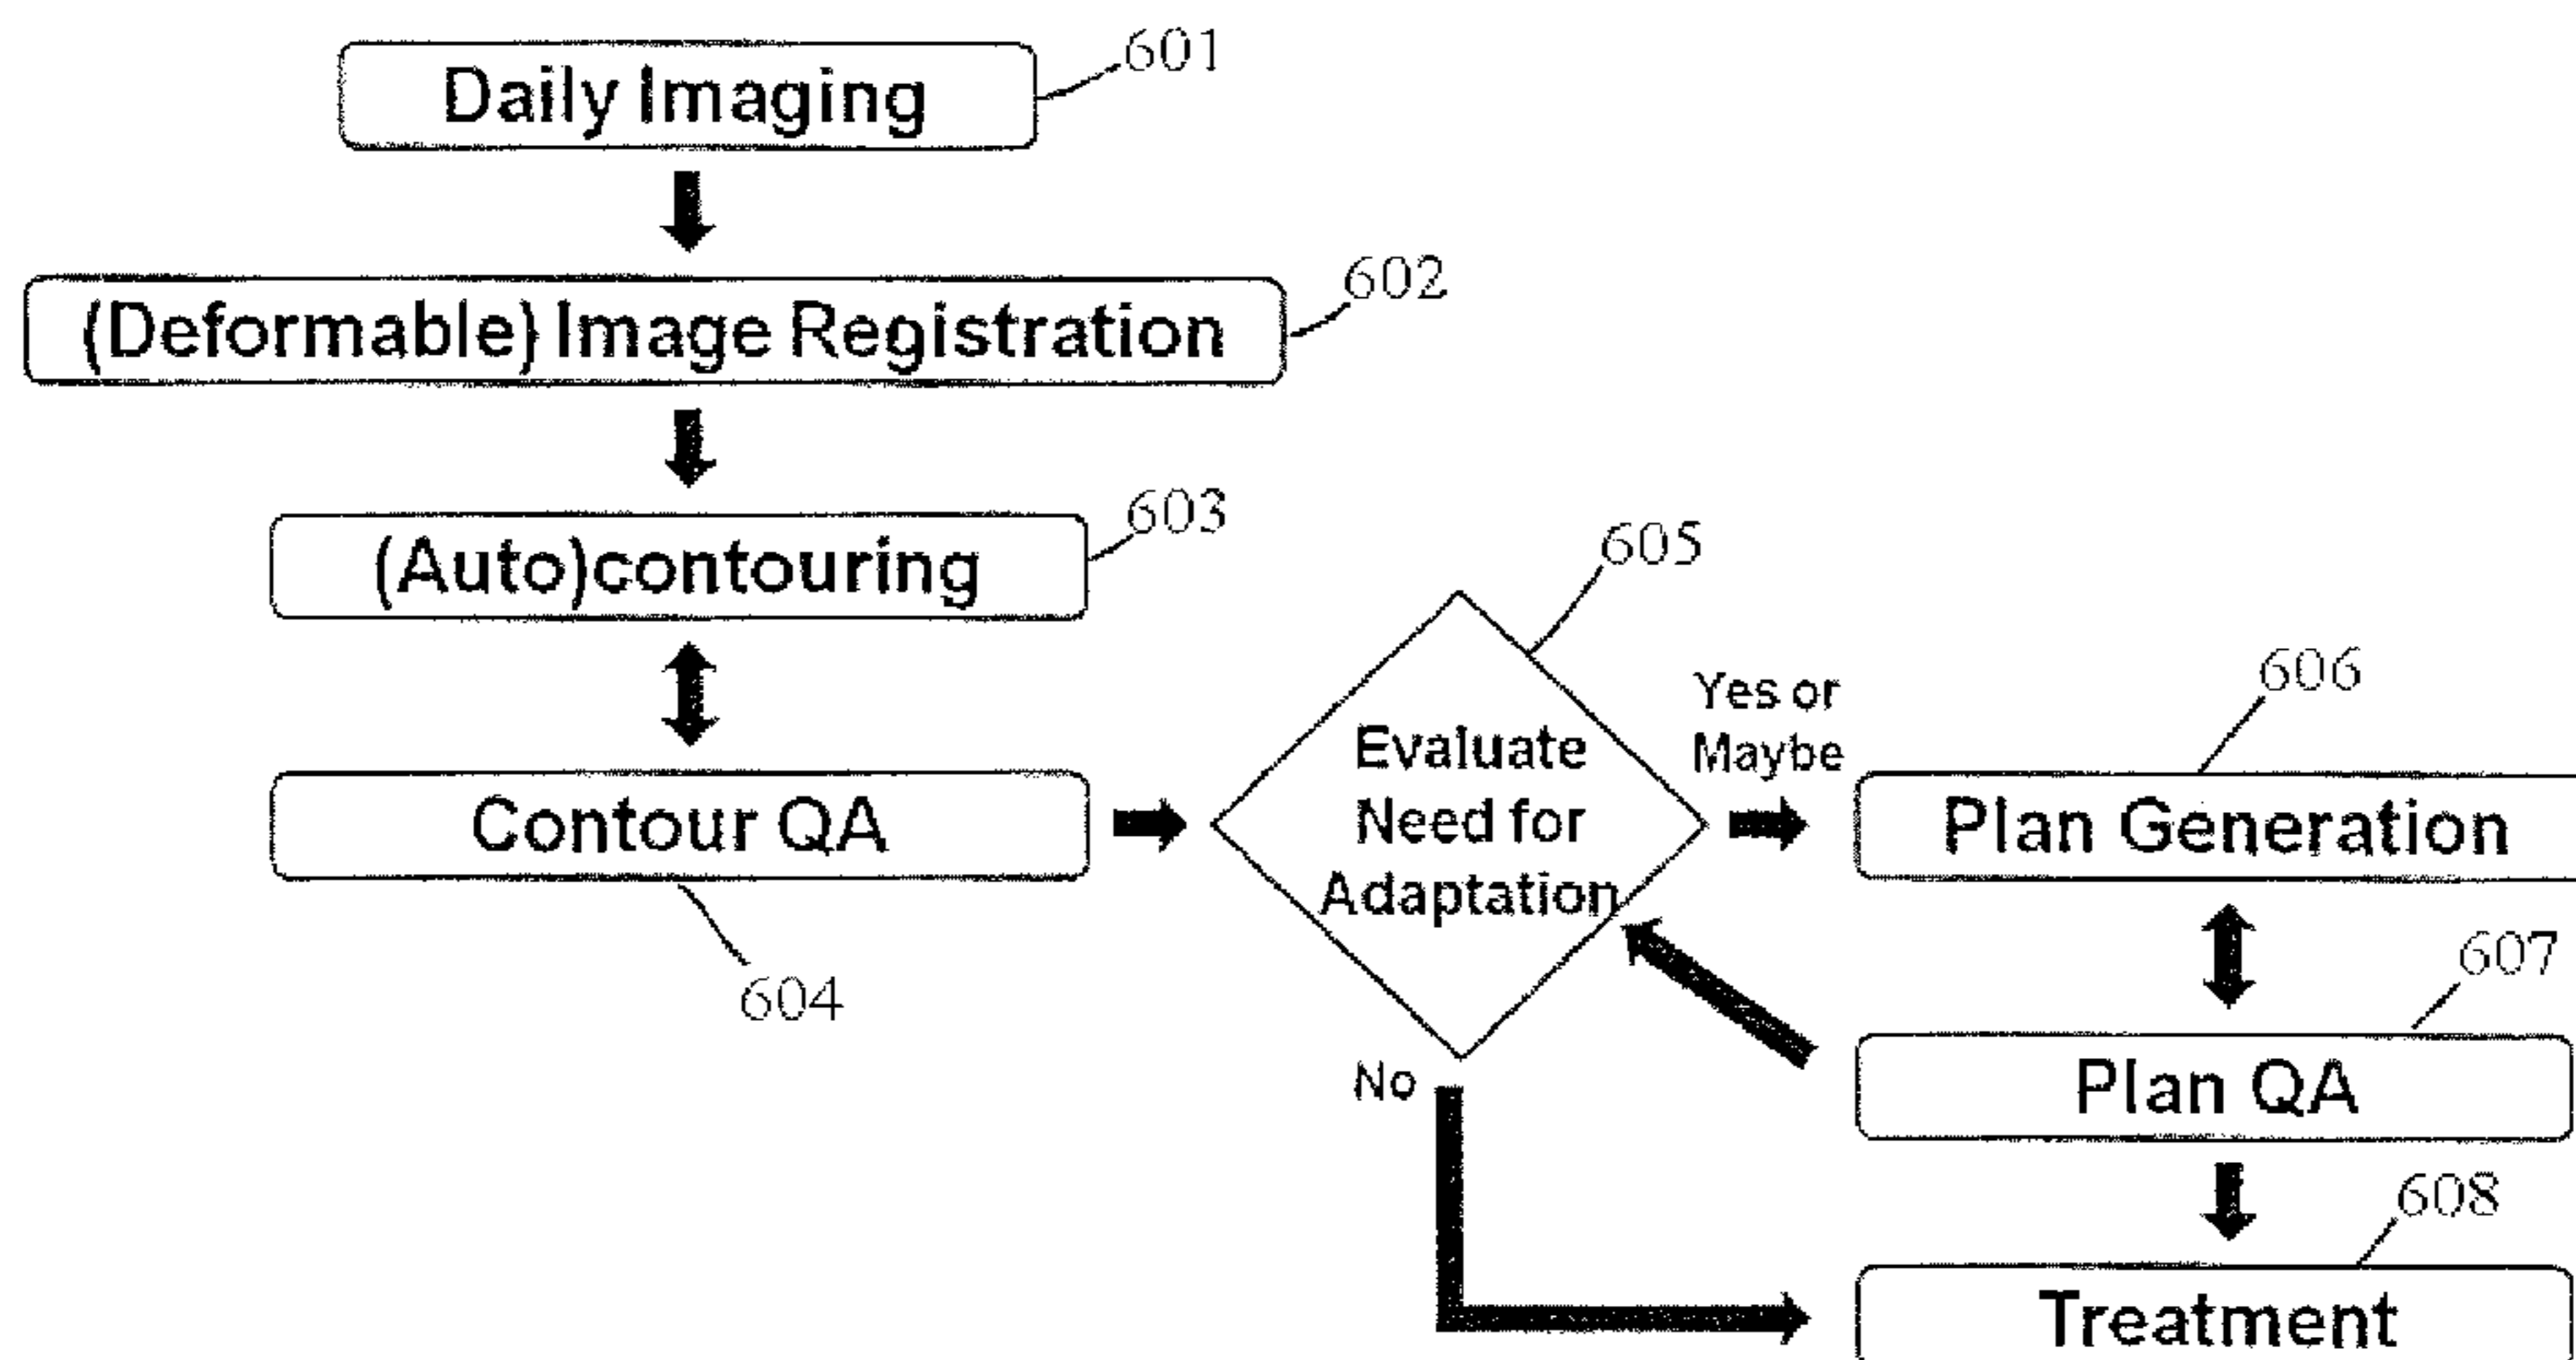 Daily Imaging
601
(Deformable) Image Registration
602
(Auto)contouring
603
Contour QA
604
Evaluate
Need for
Adaptation
605
Yes or
Maybe
No
Plan Generation
606
Plan QA
607
Treatment
608